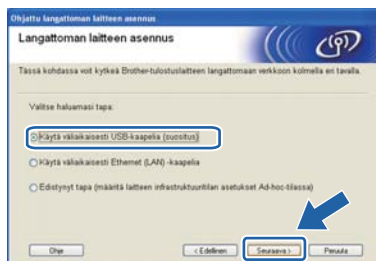 Ohjattu langattoman laitteen asennus
Langattoman laitteen asennus
Tässä kohdassa voit kytkeä Brother-tulostuslaitteen langattomaan verkkoon kolmella eri tavalla.
Valitse haluamasi tapa:
Käytä väliaikaisesti USB-kaapelia (suositus)
Käytä väliaikaisesti Ethernet (LAN) -kaapelia
Edistynyt tapa (määritä laitteen infrastruktuuritilan asetukset Ad-hoc-tilassa)
Ohje
< Edellinen
Seuraava >
Peruuta